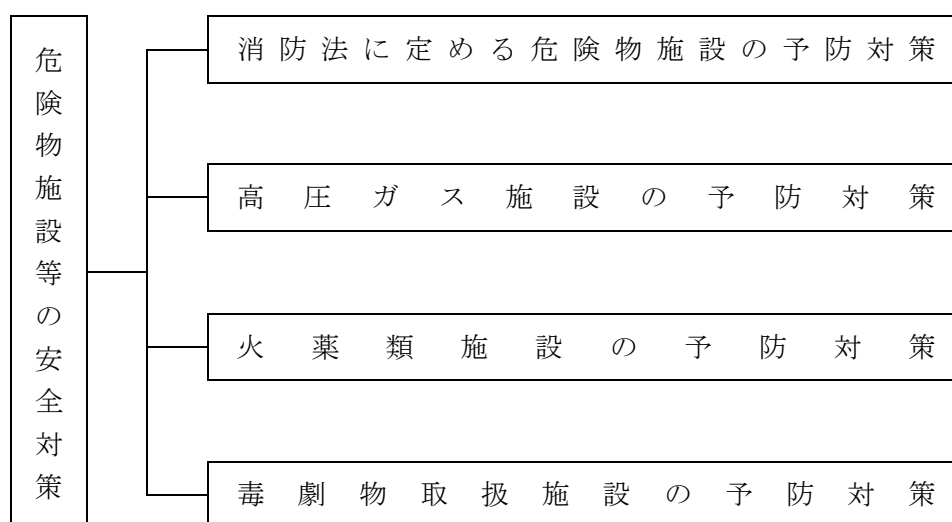 危険物施設等の安全対策
消防法に定める危険物施設の予防対策
高圧ガス施設の予防対策
火薬類施設の予防対策
毒劇物取扱施設の予防対策